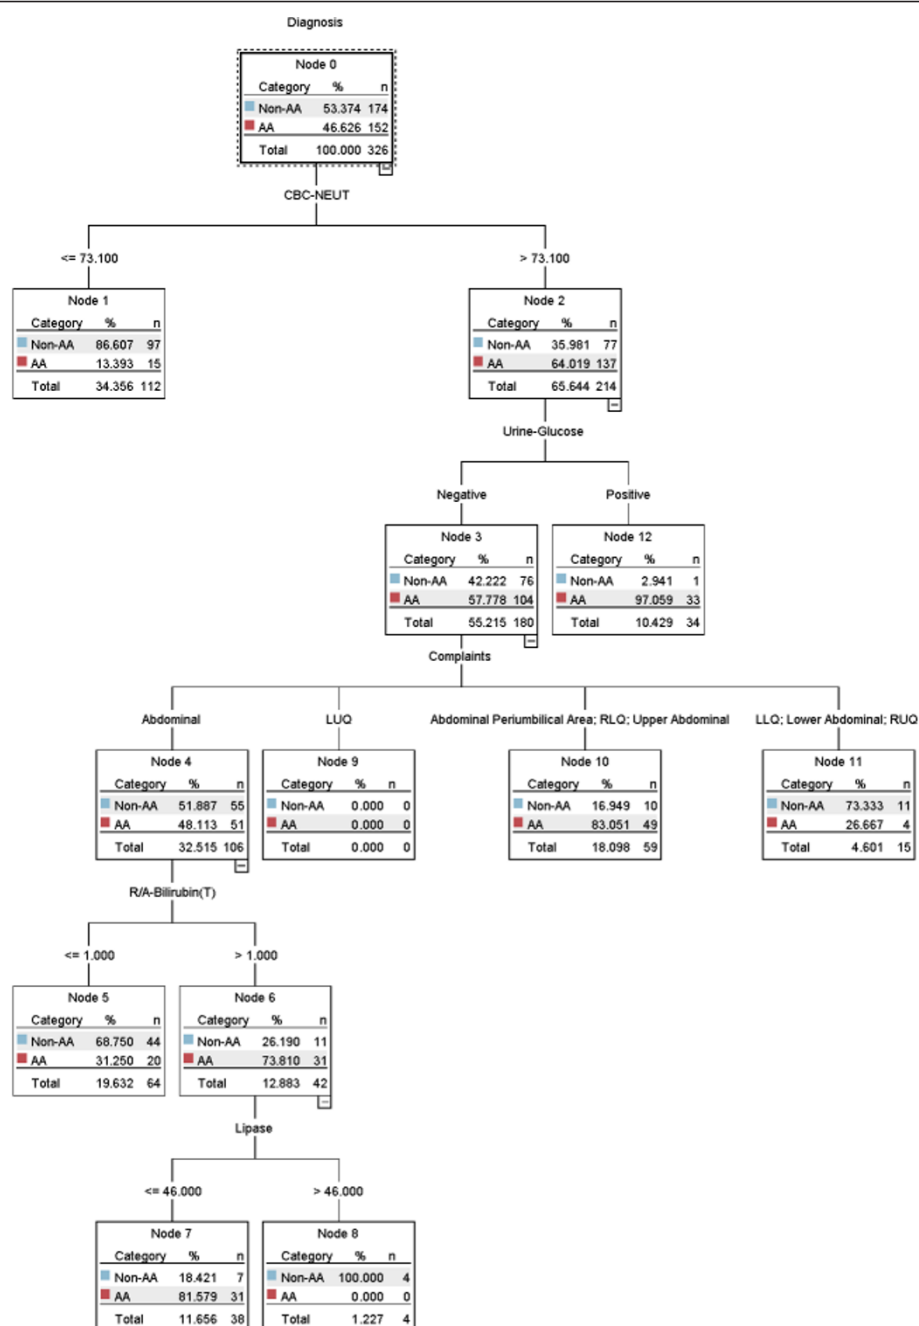 Diagnosis
Node 0
Category % n
Non-AA 53.374 174
AA 46.626 152
Total 100.000 326
CBC-NEUT
<= 73.100
> 73.100
Node 1
Category % n
Non-AA 86.607 97
AA 13.393 15
Total 34.356 112
Node 2
Category % n
Non-AA 35.981 77
AA 64.019 137
Total 65.644 214
Urine-Glucose
Negative
Positive
Node 3
Category % n
Non-AA 42.222 76
AA 57.778 104
Total 55.215 180
Node 12
Category % n
Non-AA 2.941 1
AA 97.059 33
Total 10.429 34
Complaints
Abdominal
LUQ
Abdominal Periumbilical Area; RLQ; Upper Abdominal
LLQ; Lower Abdominal; RUQ
Node 4
Category % n
Non-AA 51.887 55
AA 48.113 51
Total 32.515 106
Node 9
Category % n
Non-AA 0.000 0
AA 0.000 0
Total 0.000 0
Node 10
Category % n
Non-AA 16.949 10
AA 83.051 49
Total 18.098 59
Node 11
Category % n
Non-AA 73.333 11
AA 26.667 4
Total 4.601 15
R/A-Bilirubin(T)
<= 1.000
> 1.000
Node 5
Category % n
Non-AA 68.750 44
AA 31.250 20
Total 19.632 64
Node 6
Category % n
Non-AA 26.190 11
AA 73.810 31
Total 12.883 42
Lipase
<= 46.000
> 46.000
Node 7
Category % n
Non-AA 18.421 7
AA 81.579 31
Total 11.656 38
Node 8
Category % n
Non-AA 100.000 4
AA 0.000 0
Total 1.227 4